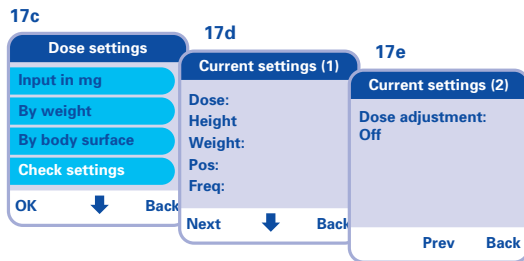 17c
Dose settings
Input in mg
By weight
By body surface
Check settings
OK Back
17d
Current settings (1)
Dose:
Height
Weight:
Pos:
Freq:
Next Back
17e
Current settings (2)
Dose adjustment:
Off
Prev Back